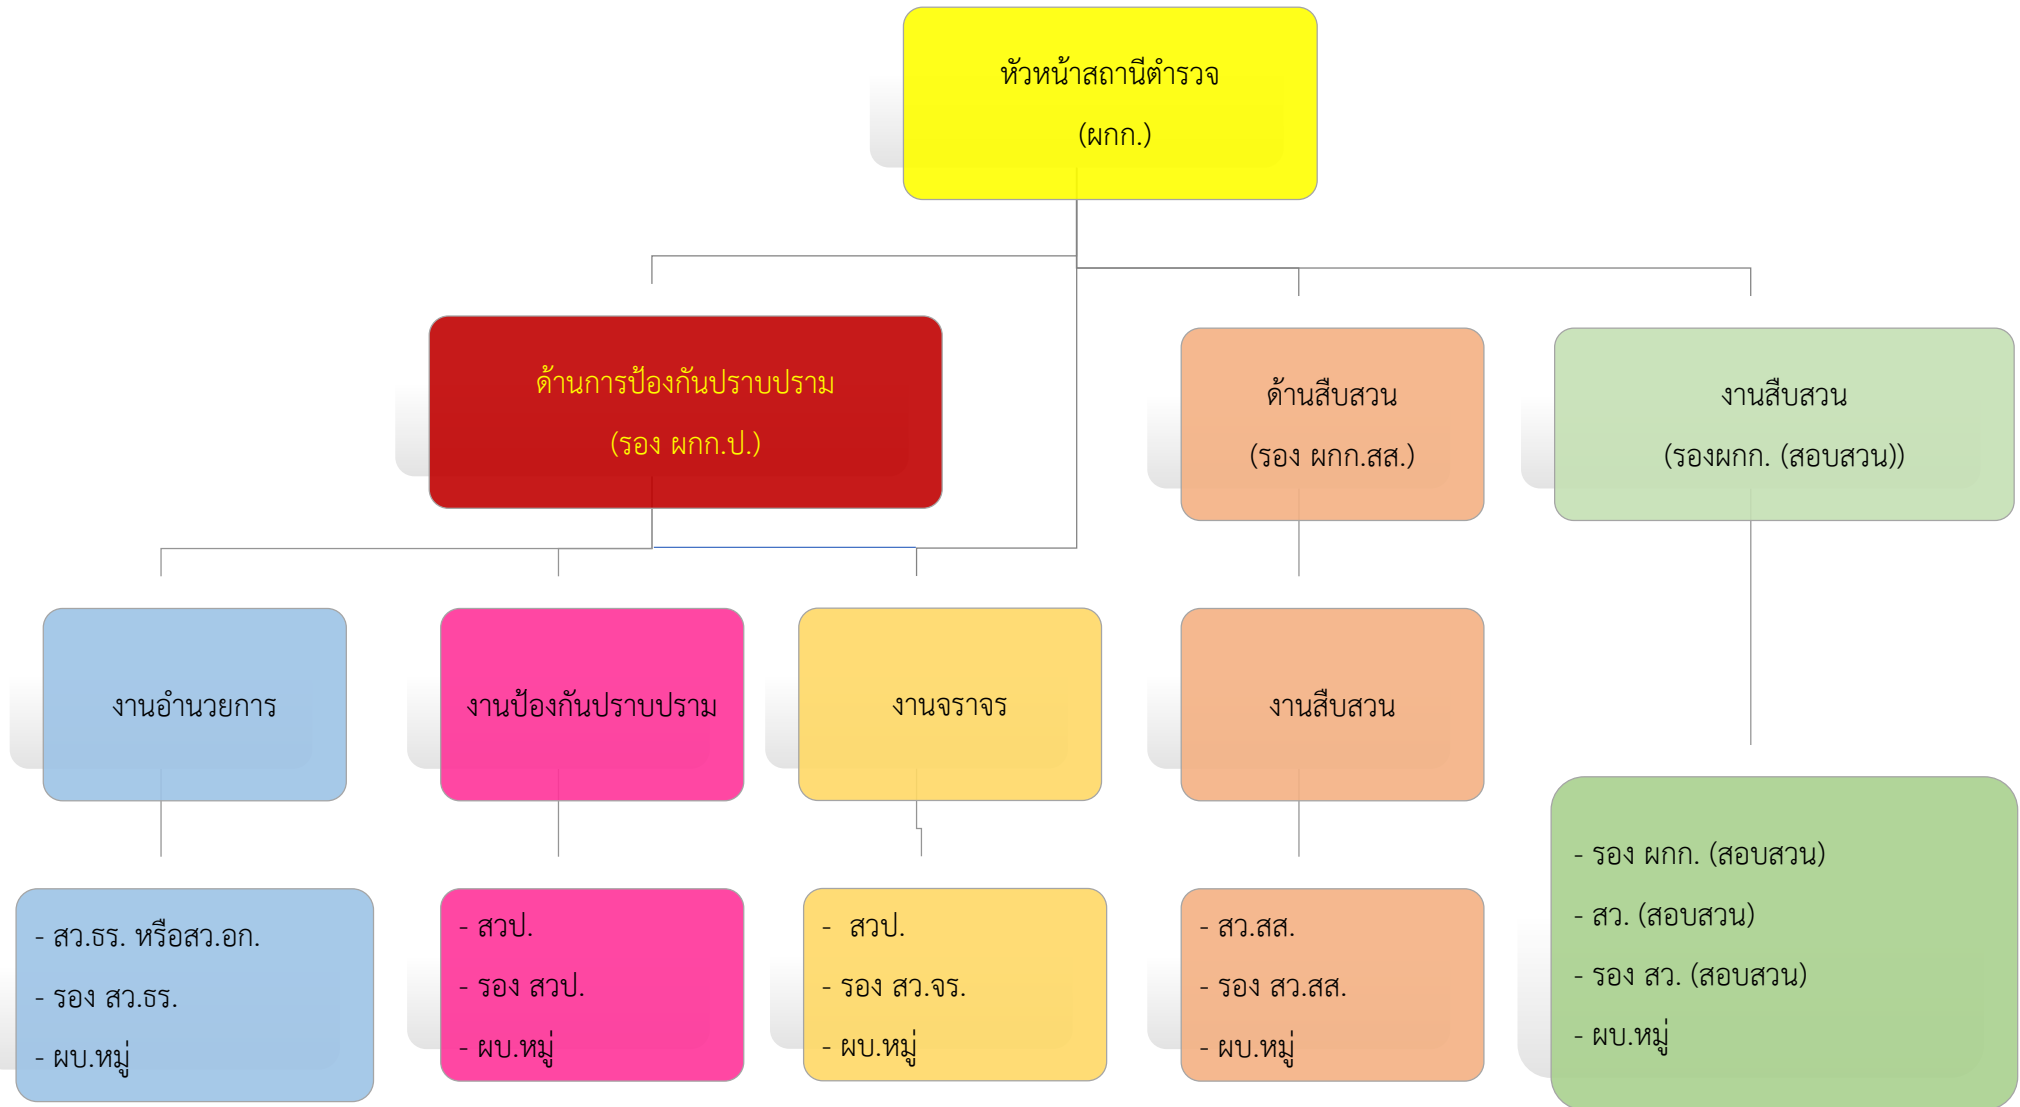 หัวหน้าสถานีตำรวจ
(ผกก.)
ด้านการป้องกันปราบปราม
(รอง ผกก.ป.)
ด้านสืบสวน
(รอง ผกก.สส.)
งานสืบสวน
(รองผกก. (สอบสวน))
งานอำนวยการ
งานป้องกันปราบปราม
งานจราจร
งานสืบสวน
- สว.ธร. หรือสว.อก.
- รอง สว.ธร.
- ผบ.หมู่
- สวป.
- รอง สวป.
- ผบ.หมู่
- สวป.
- รอง สว.จร.
- ผบ.หมู่
- สว.สส.
- รอง สว.สส.
- ผบ.หมู่
- รอง ผกก. (สอบสวน)
- สว. (สอบสวน)
- รอง สว. (สอบสวน)
- ผบ.หมู่